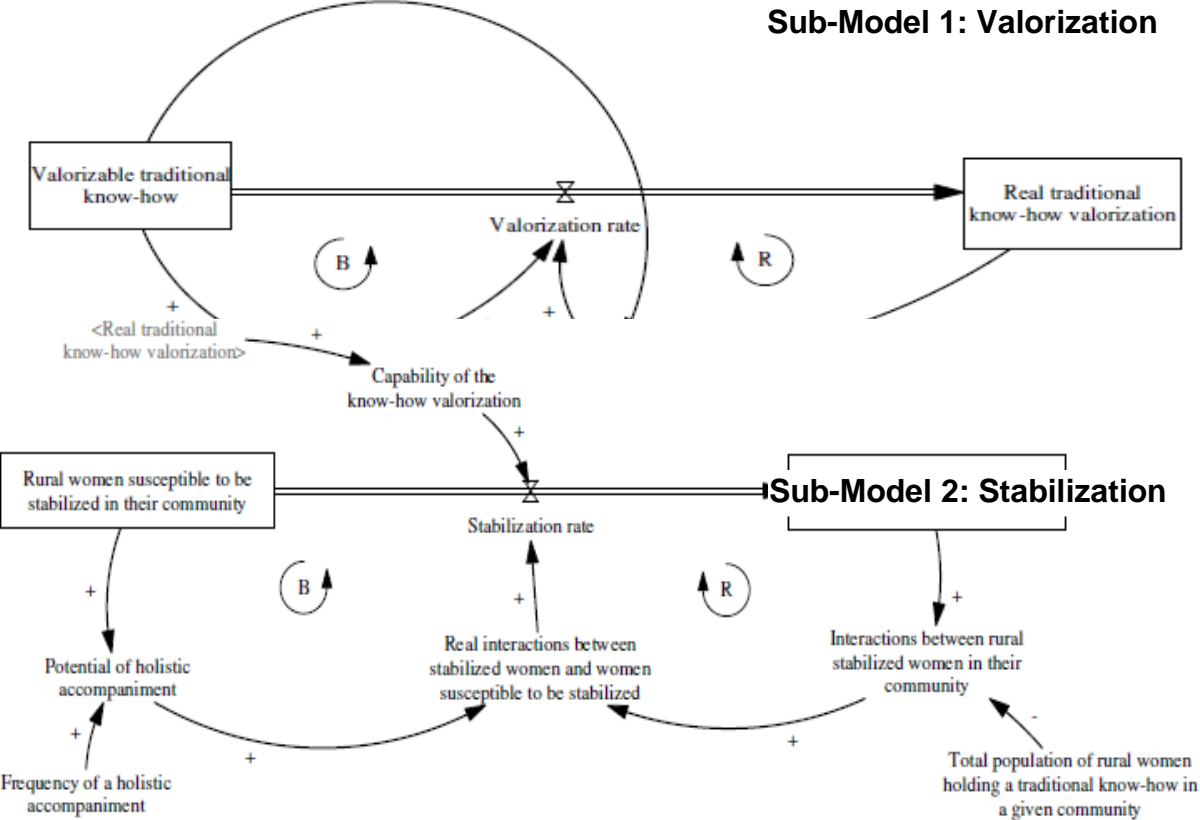 Sub-Model 1: Valorization
Valorizable traditional
know-how
Real traditional
know-how valorization
Valorization rate
B
R
+
+
<Real traditional
know-how valorization>
+
Capability of the
know-how valorization
+
Rural women susceptible to be
stabilized in their community
Sub-Model 2: Stabilization
Stabilization rate
B
R
+
+
+
Real interactions between
stabilized women and women
susceptible to be stabilized
Interactions between rural
stabilized women in their
community
Potential of holistic
accompaniment
+
+
+
-
Frequency of a holistic
accompaniment
Total population of rural women
holding a traditional know-how in
a given community